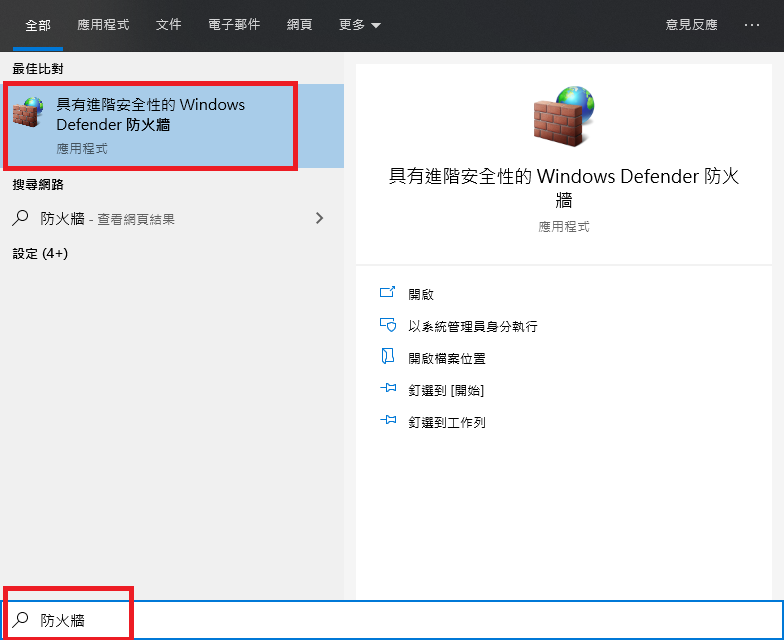 全部 應用程式 文件 電子郵件 網頁 更多 意見反應 ...
最佳比對
具有進階安全性的 Windows
Defender 防火牆
應用程式
搜尋網路
防火牆 - 查看網頁結果
設定 (4+)
具有進階安全性的 Windows Defender 防火
牆
應用程式
開啟
以系統管理員身分執行
開啟檔案位置
釘選到 [開始]
釘選到工作列
防火牆